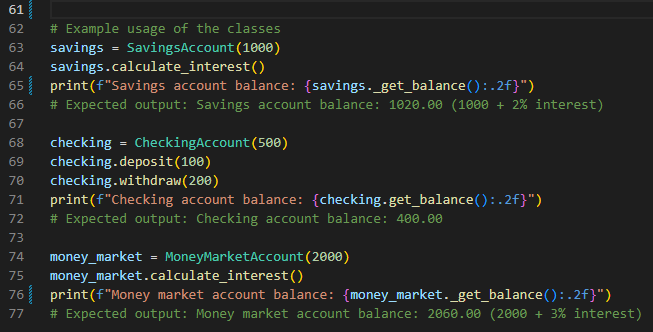 61
62 # Example usage of the classes
63 savings = SavingsAccount(1000)
64 savings.calculate_interest()
65 print(f"Savings account balance: {savings._get_balance():.2f}")
66 # Expected output: Savings account balance: 1020.00 (1000 + 2% interest)
67
68 checking = CheckingAccount(500)
69 checking.deposit(100)
70 checking.withdraw(200)
71 print(f"Checking account balance: {checking.get_balance():.2f}")
72 # Expected output: Checking account balance: 400.00
73
74 money_market = MoneyMarketAccount(2000)
75 money_market.calculate_interest()
76 print(f"Money market account balance: {money_market._get_balance():.2f}")
77 # Expected output: Money market account balance: 2060.00 (2000 + 3% interest)